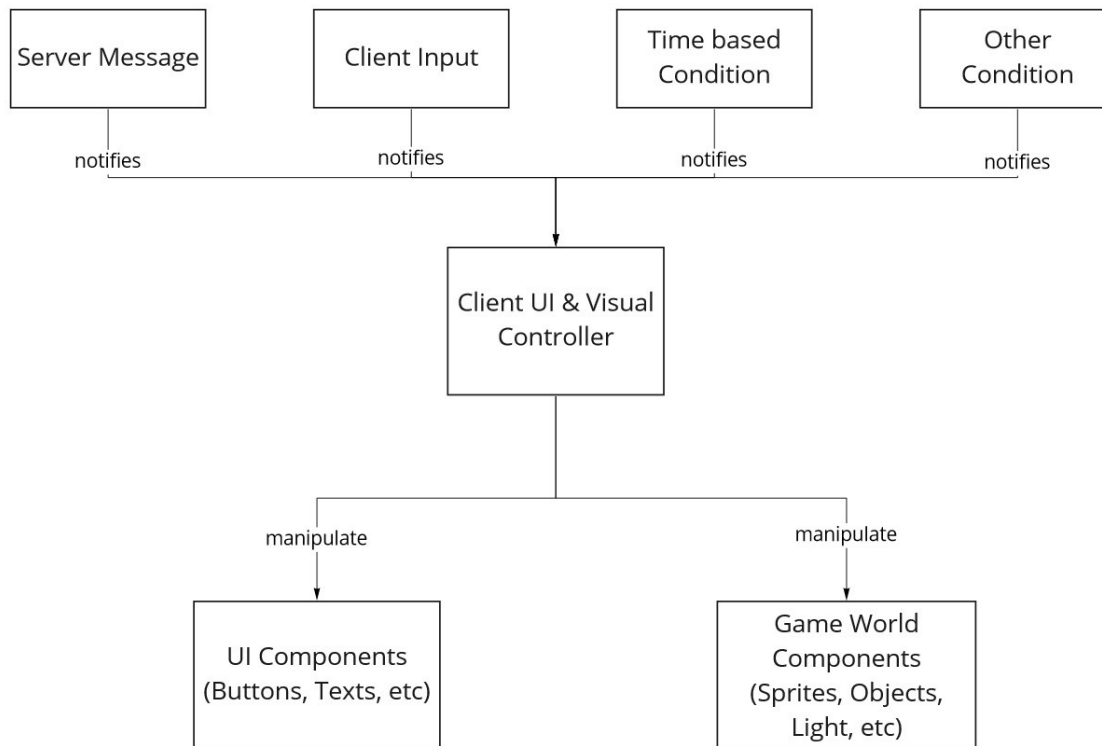 Server Message
Client Input
Time based
Condition
Other
Condition
notifies
notifies
notifies
notifies
Client UI & Visual
Controller
manipulate
manipulate
UI Components
(Buttons, Texts, etc)
Game World
Components
(Sprites, Objects,
Light, etc)